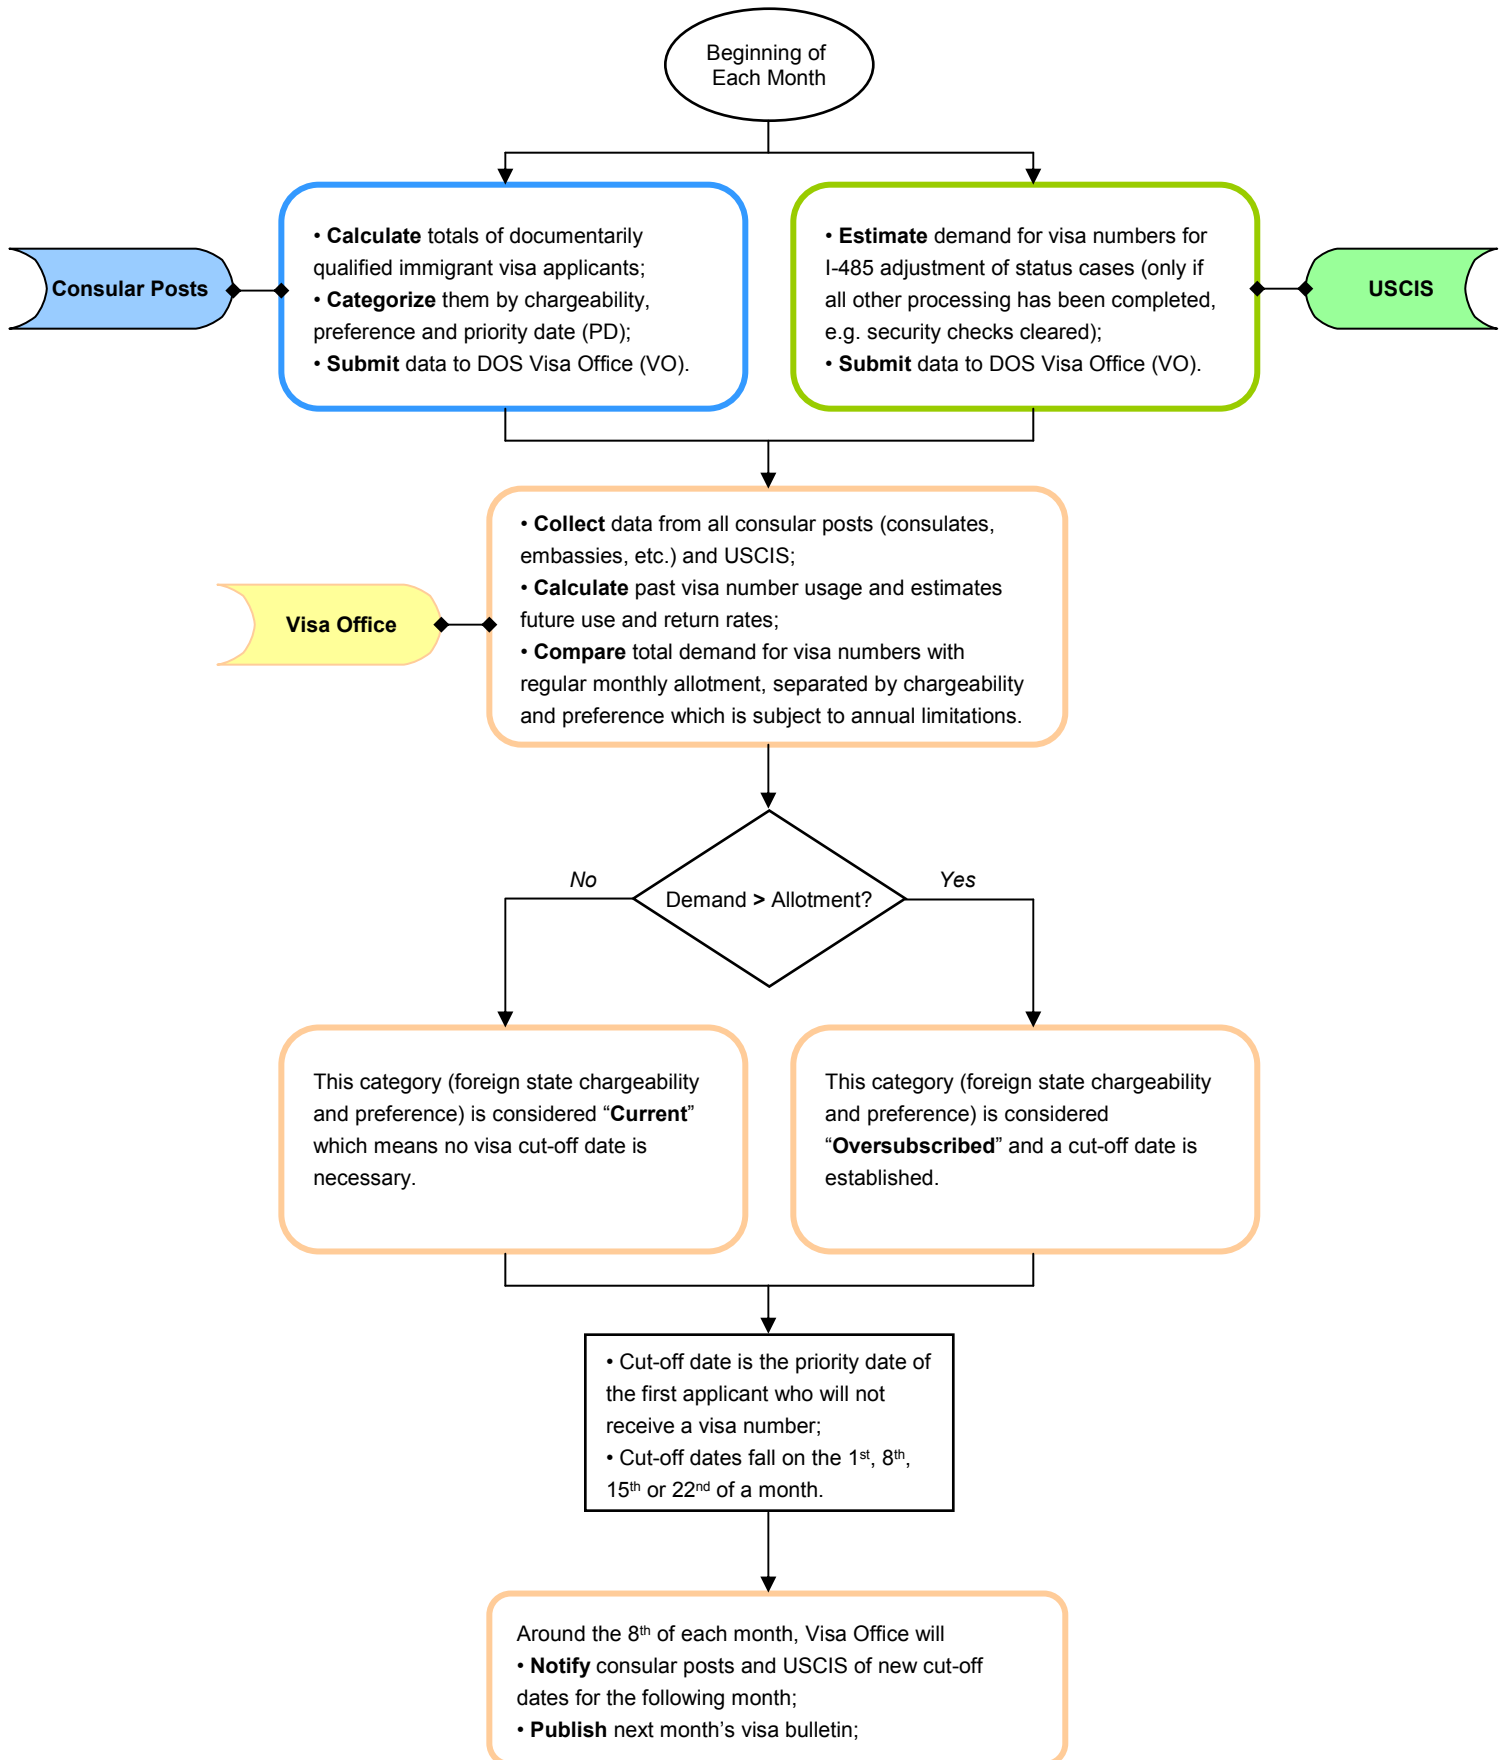 Beginning of
Each Month
Consular Posts
• Calculate totals of documentarily
qualified immigrant visa applicants;
• Categorize them by chargeability,
preference and priority date (PD);
• Submit data to DOS Visa Office (VO).
• Estimate demand for visa numbers for
I-485 adjustment of status cases (only if
all other processing has been completed,
e.g. security checks cleared);
• Submit data to DOS Visa Office (VO).
USCIS
Visa Office
• Collect data from all consular posts (consulates,
embassies, etc.) and USCIS;
• Calculate past visa number usage and estimates
future use and return rates;
• Compare total demand for visa numbers with
regular monthly allotment, separated by chargeability
and preference which is subject to annual limitations.
No
Demand > Allotment?
Yes
This category (foreign state chargeability
and preference) is considered “Current”
which means no visa cut-off date is
necessary.
This category (foreign state chargeability
and preference) is considered
“Oversubscribed” and a cut-off date is
established.
• Cut-off date is the priority date of
the first applicant who will not
receive a visa number;
• Cut-off dates fall on the 1st, 8th,
15th or 22nd of a month.
Around the 8th of each month, Visa Office will
• Notify consular posts and USCIS of new cut-off
dates for the following month;
• Publish next month’s visa bulletin;